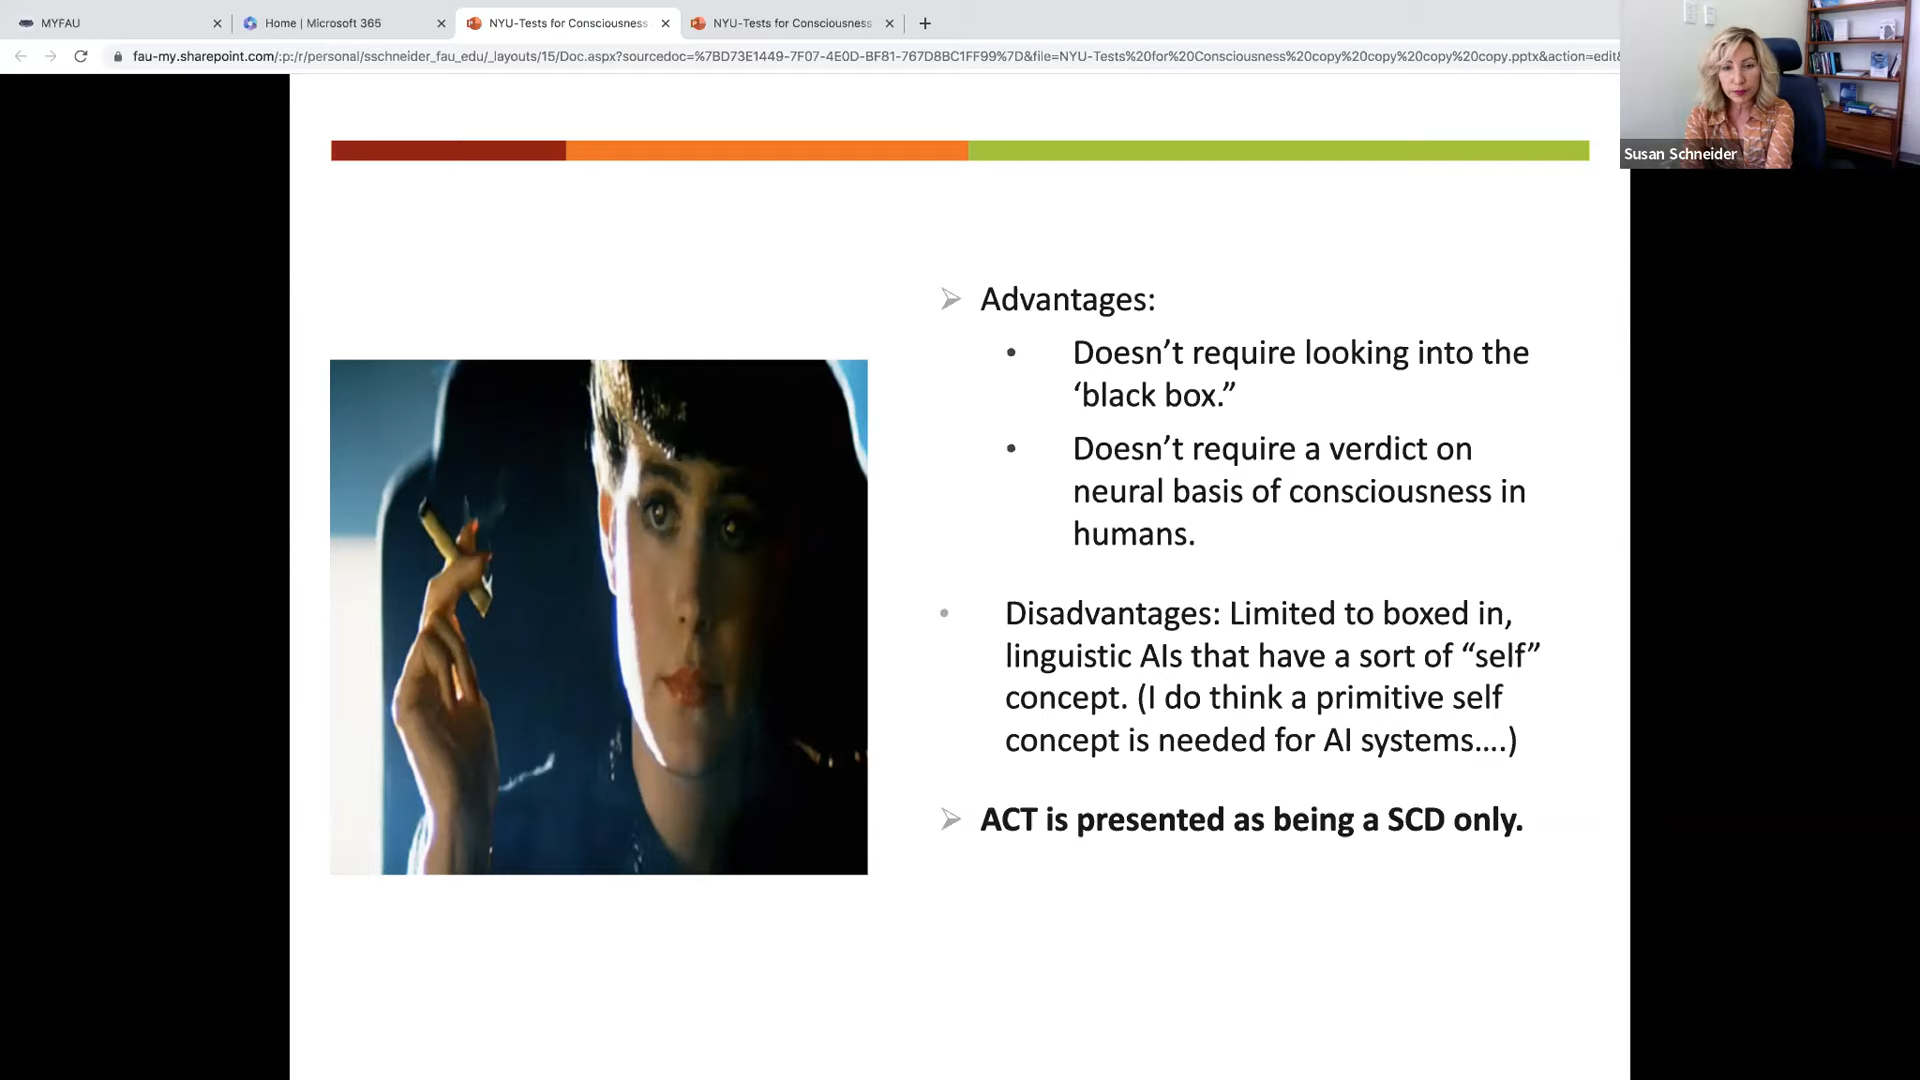 MYFAU
Home | Microsoft 365
NYU-Tests for Consciousness
NYU-Tests for Consciousness
fau-my.sharepoint.com/:p:/r/personal/sschneider_fau_edu/_layouts/15/Doc.aspx?sourcedoc=%7BD73E1449-7F07-4E0D-BF81-767D8BC1FF99%7D&file=NYU-Tests%20for%20Consciousness%20copy%20copy%20copy%20copy.pptx&action=edit&
Susan Schneider
Advantages:
Doesn’t require looking into the
‘black box.”
Doesn’t require a verdict on
neural basis of consciousness in
humans.
Disadvantages: Limited to boxed in,
linguistic AIs that have a sort of “self”
concept. (I do think a primitive self
concept is needed for AI systems....)
ACT is presented as being a SCD only.